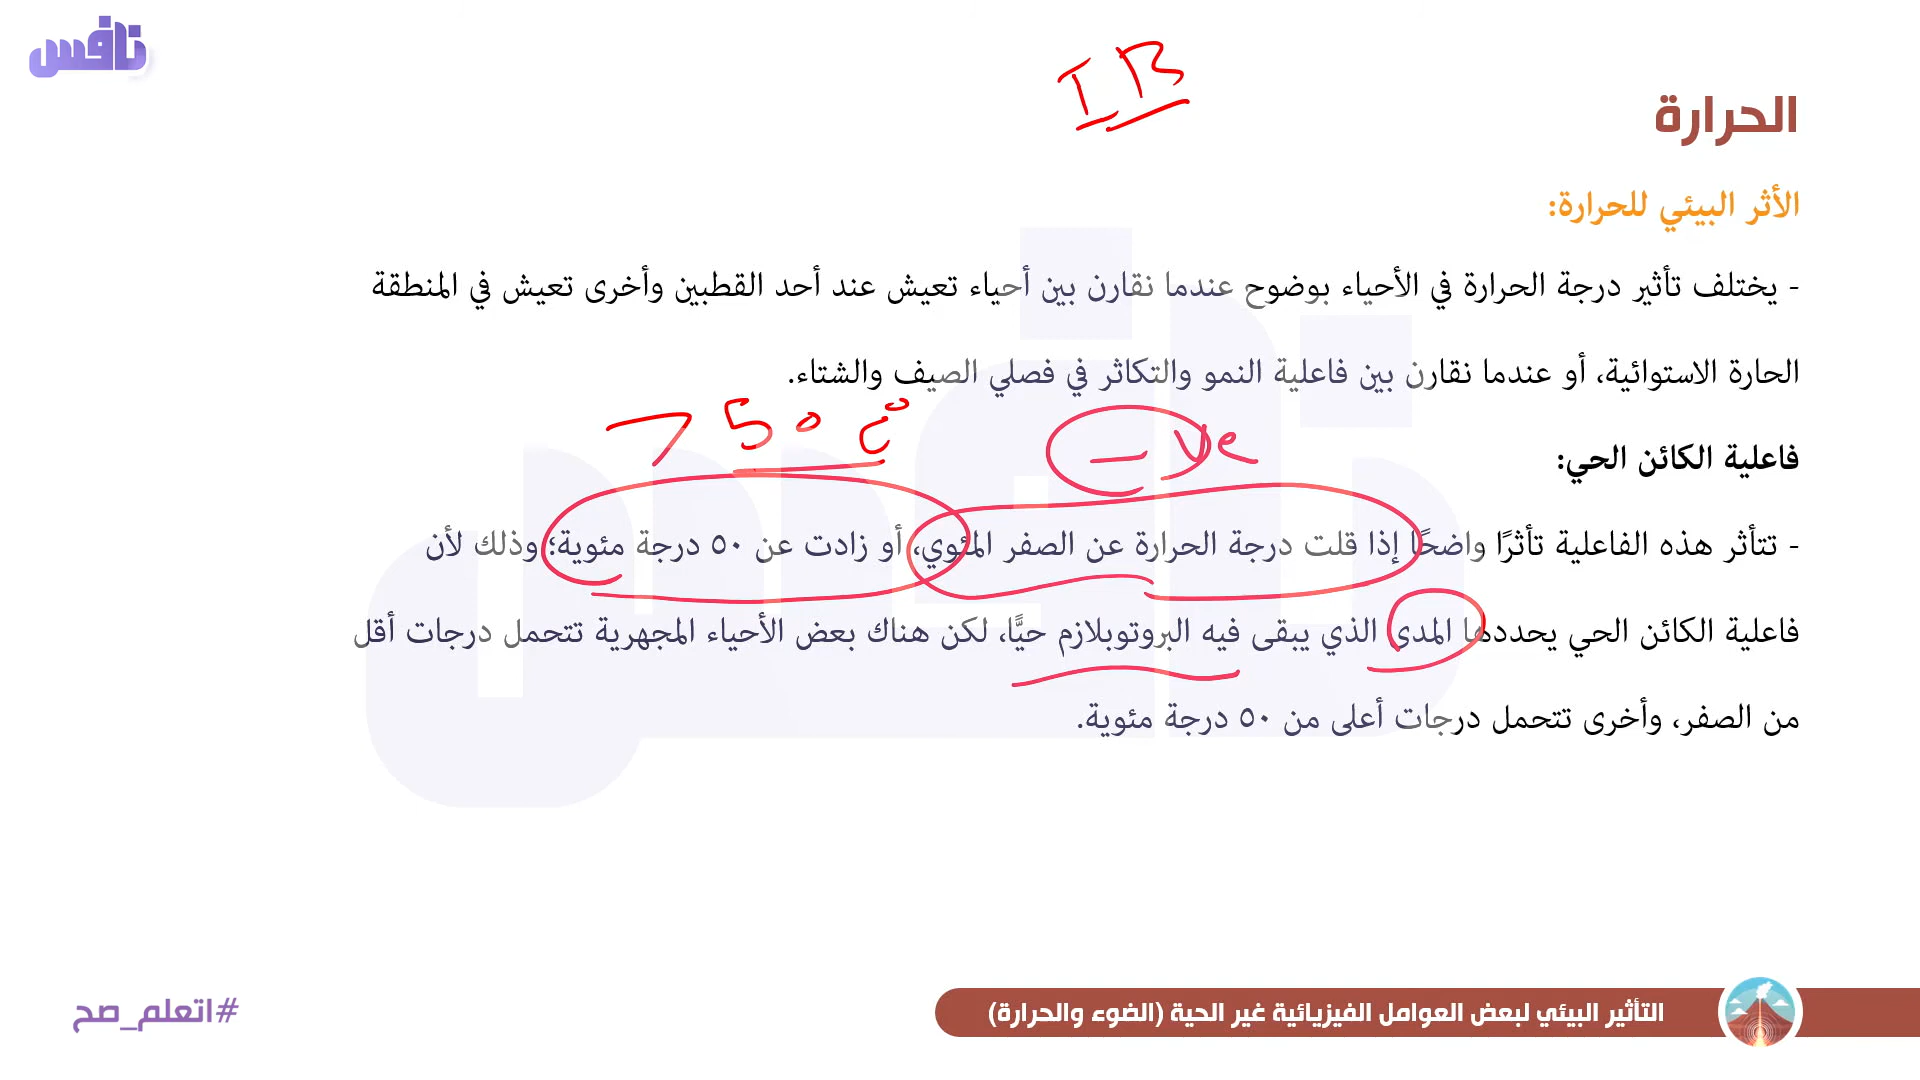 نافس
IR
الحرارة
الأثر البيئي للحرارة:
- يختلف تأثير درجة الحرارة في الأحياء بوضوح عندما نقارن بين أحياء تعيش عند أحد القطبين وأخرى تعيش في المنطقة
الحارة الاستوائية، أو عندما نقارن بين فاعلية النمو والتكاثر في فصلي الصيف والشتاء.
> 50 c°
-ve
فاعلية الكائن الحي:
- تتأثر هذه الفاعلية تأثرًا واضحًا إذا قلت درجة الحرارة عن الصفر المئوي، أو زادت عن ٥٠ درجة مئوية؛ وذلك لأن
فاعلية الكائن الحي يحددها المدى الذي يبقى فيه البروتوبلازم حيًّا، لكن هناك بعض الأحياء المجهرية تتحمل درجات أقل
من الصفر، وأخرى تتحمل درجات أعلى من ٥٠ درجة مئوية.
التأثير البيئي لبعض العوامل الفيزيائية غير الحية (الضوء والحرارة)
#اتعلم_صح